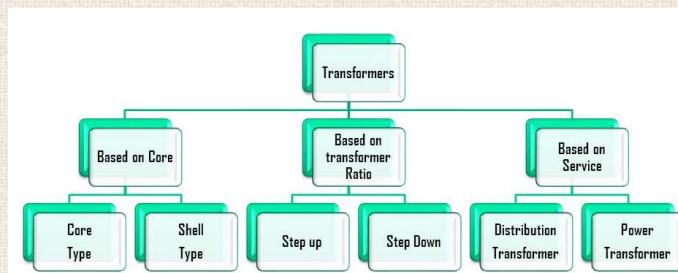 Transformers
Based on Core
Based on
transformer
Ratio
Based on
Service
Core
Type
Shell
Type
Step up
Step Down
Distribution
Transformer
Power
Transformer